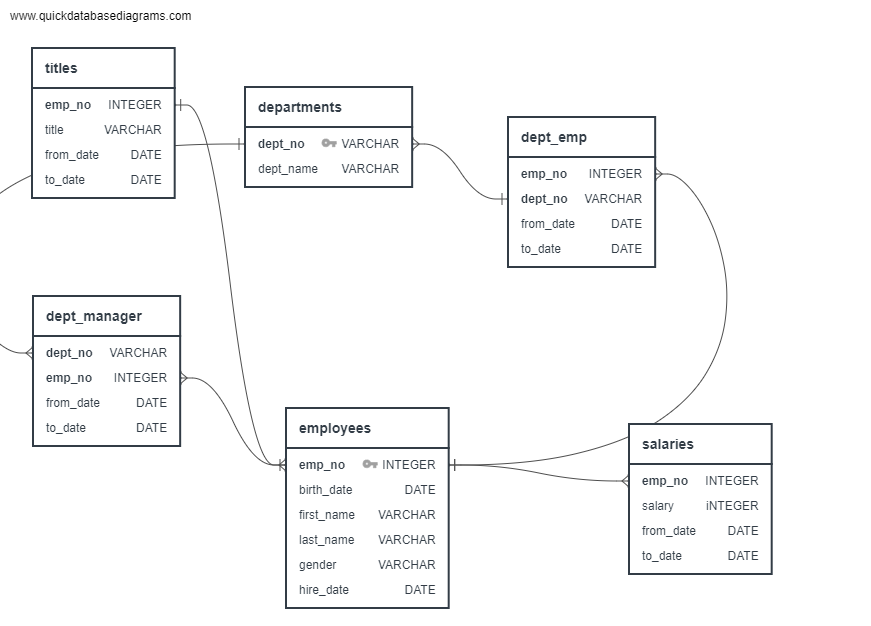 www.quickdatabasediagrams.com
titles
emp_no INTEGER
title VARCHAR
from_date DATE
to_date DATE
departments
dept_no VARCHAR
dept_name VARCHAR
dept_emp
emp_no INTEGER
dept_no VARCHAR
from_date DATE
to_date DATE
dept_manager
dept_no VARCHAR
emp_no INTEGER
from_date DATE
to_date DATE
employees
emp_no INTEGER
birth_date DATE
first_name VARCHAR
last_name VARCHAR
gender VARCHAR
hire_date DATE
salaries
emp_no INTEGER
salary iNTEGER
from_date DATE
to_date DATE